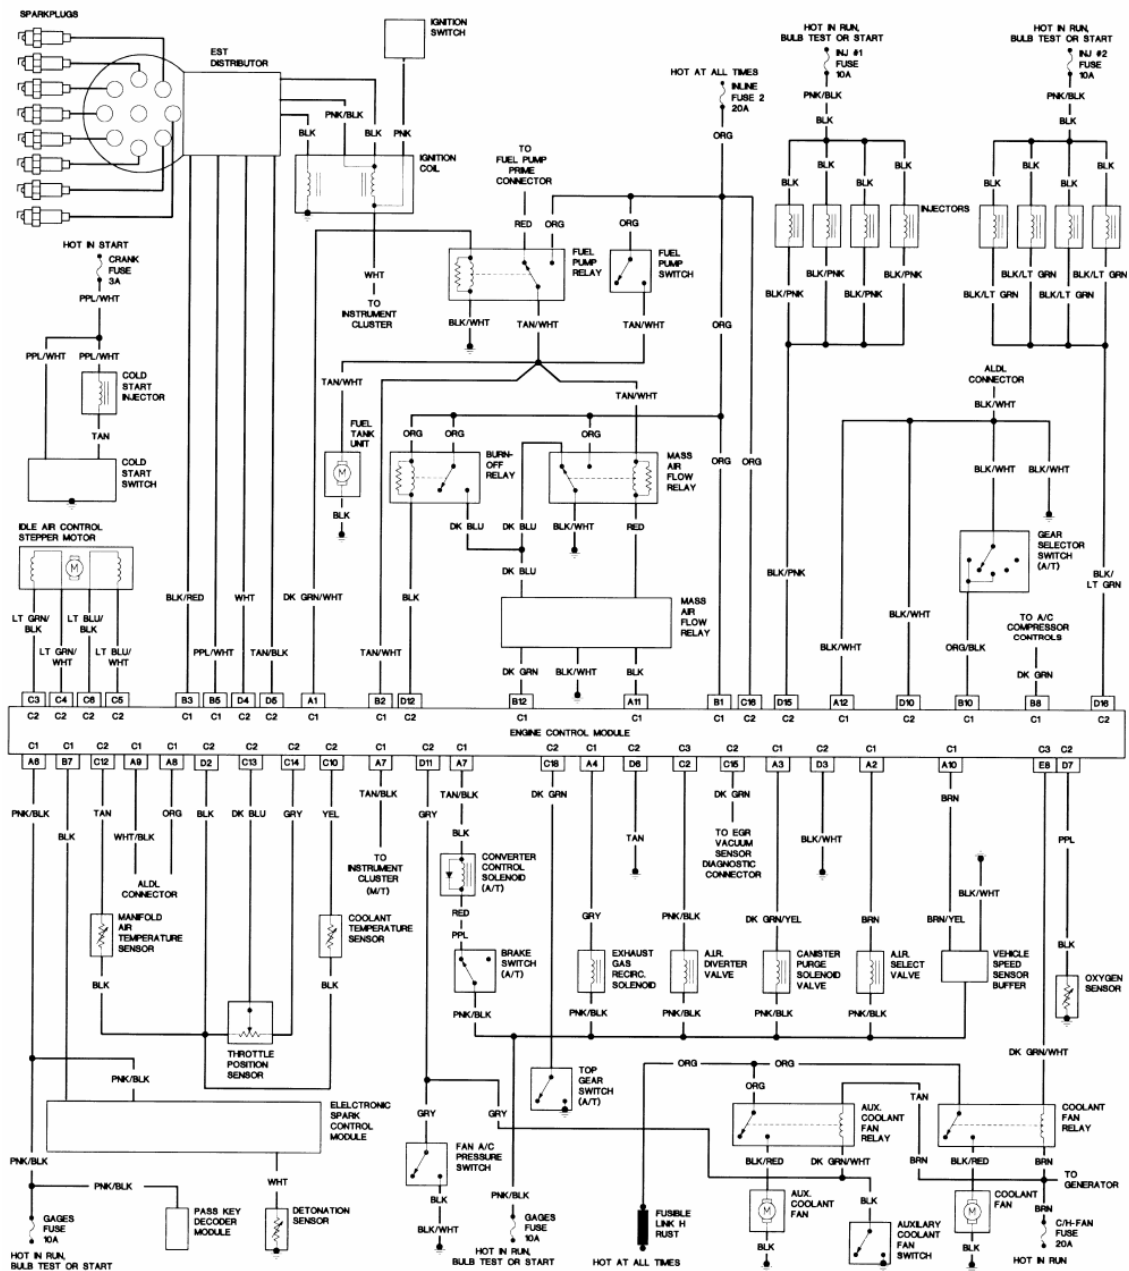 SPARKPLUGS
EST
DISTRIBUTOR
IGNITION
SWITCH
HOT IN RUN,
BULB TEST OR START
INJ #1
FUSE
10A
HOT IN RUN,
BULB TEST OR START
INJ #2
FUSE
10A
HOT AT ALL TIMES
INLINE
FUSE 2
20A
PNK/BLK
PNK/BLK
BLK
BLK
ORG
BLK
PNK/BLK
BLK
PNK
IGNITION
COIL
TO
FUEL PUMP
PRIME
CONNECTOR
BLK
BLK
BLK
BLK
BLK
BLK
BLK
BLK
INJECTORS
RED
ORG
ORG
FUEL
PUMP
RELAY
FUEL
PUMP
SWITCH
HOT IN START
CRANK
FUSE
3A
PPL/WHT
WHT
TO
INSTRUMENT
CLUSTER
BLK/WHT
TAN/WHT
TAN/WHT
ORG
BLK/PNK
BLK/PNK
BLK/PNK
BLK/PNK
BLK/LT GRN
BLK/LT GRN
BLK/LT GRN
BLK/LT GRN
PPL/WHT
PPL/WHT
COLD
START
INJECTOR
TAN
COLD
START
SWITCH
TAN/WHT
TAN/WHT
ALDL
CONNECTOR
BLK/WHT
FUEL
TANK
UNIT
M
BLK
ORG
ORG
BURN-
OFF
RELAY
ORG
MASS
AIR
FLOW
RELAY
ORG
ORG
BLK/WHT
BLK/WHT
DK BLU
DK BLU
BLK/WHT
RED
DK BLU
GEAR
SELECTOR
SWITCH
(A/T)
IDLE AIR CONTROL
STEPPER MOTOR
M
LT GRN/
BLK
LT BLU/
BLK
LT GRN/
WHT
LT BLU/
WHT
BLK/RED
WHT
DK GRN/WHT
BLK
MASS
AIR
FLOW
RELAY
BLK/PNK
BLK/
LT GRN
BLK/WHT
TO A/C
COMPRESSOR
CONTROLS
PPL/WHT
TAN/BLK
TAN/WHT
DK GRN
BLK/WHT
BLK
BLK/WHT
ORG/BLK
DK GRN
C3 C4 C6 C5 B3 B5 D4 D5 A1 B2 D12 B12 A11 B1 C16 D15 A12 D10 B10 B8 D16
C2 C2 C2 C2 C1 C1 C2 C2 C1 C1 C2 C1 C1 C1 C2 C2 C1 C2 C1 C1 C2
ENGINE CONTROL MODULE
C1 C1 C2 C1 C1 C2 C2 C2 C2 C1 C2 C1 C2 C1 C2 C3 C2 C1 C2 C1 C1 C3 C2
A6 B7 C12 A9 A8 D2 C13 C14 C10 A7 D11 A7 C18 A4 D6 C2 C15 A3 D3 A2 A10 E8 D7
PNK/BLK
BLK
TAN
WHT/BLK
ORG
BLK
DK BLU
GRY
YEL
TAN/BLK
GRY
TAN/BLK
BLK
DK GRN
TAN
DK GRN
BLK/WHT
BRN
PPL
ALDL
CONNECTOR
TO
INSTRUMENT
CLUSTER
(M/T)
CONVERTER
CONTROL
SOLENOID
(A/T)
TO EGR
VACUUM
SENSOR
DIAGNOSTIC
CONNECTOR
BLK/WHT
MANIFOLD
AIR
TEMPERATURE
SENSOR
COOLANT
TEMPERATURE
SENSOR
RED
PPL
BRAKE
SWITCH
(A/T)
GRY
PNK/BLK
DK GRN/YEL
BRN
BRN/YEL
BLK
EXHAUST
GAS
RECIRC.
SOLENOID
A.I.R.
DIVERTER
VALVE
CANISTER
PURGE
SOLENOID
VALVE
A.I.R.
SELECT
VALVE
VEHICLE
SPEED
SENSOR
BUFFER
OXYGEN
SENSOR
BLK
BLK
PNK/BLK
PNK/BLK
PNK/BLK
PNK/BLK
PNK/BLK
THROTTLE
POSITION
SENSOR
PNK/BLK
DK GRN/WHT
ORG
ORG
TOP
GEAR
SWITCH
(A/T)
ORG
TAN
ELELCTRONIC
SPARK
CONTROL
MODULE
GRY
GRY
AUX.
COOLANT
FAN
RELAY
COOLANT
FAN
RELAY
FAN A/C
PRESSURE
SWITCH
PNK/BLK
BLK/RED
DK GRN/WHT
BRN
BLK/RED
BRN
TO
GENERATOR
PNK/BLK
WHT
PNK/BLK
BLK
BLK/WHT
AUX.
COOLANT
FAN
M
BLK
COOLANT
FAN
M
BRN
GAGES
FUSE
10A
PASS KEY
DECODER
MODULE
DETONATION
SENSOR
GAGES
FUSE
10A
FUSIBLE
LINK H
RUST
BLK
AUXILARY
COOLANT
FAN
SWITCH
BLK
C/H-FAN
FUSE
20A
HOT IN RUN,
BULB TEST OR START
HOT IN RUN,
BULB TEST OR START
HOT AT ALL TIMES
HOT IN RUN